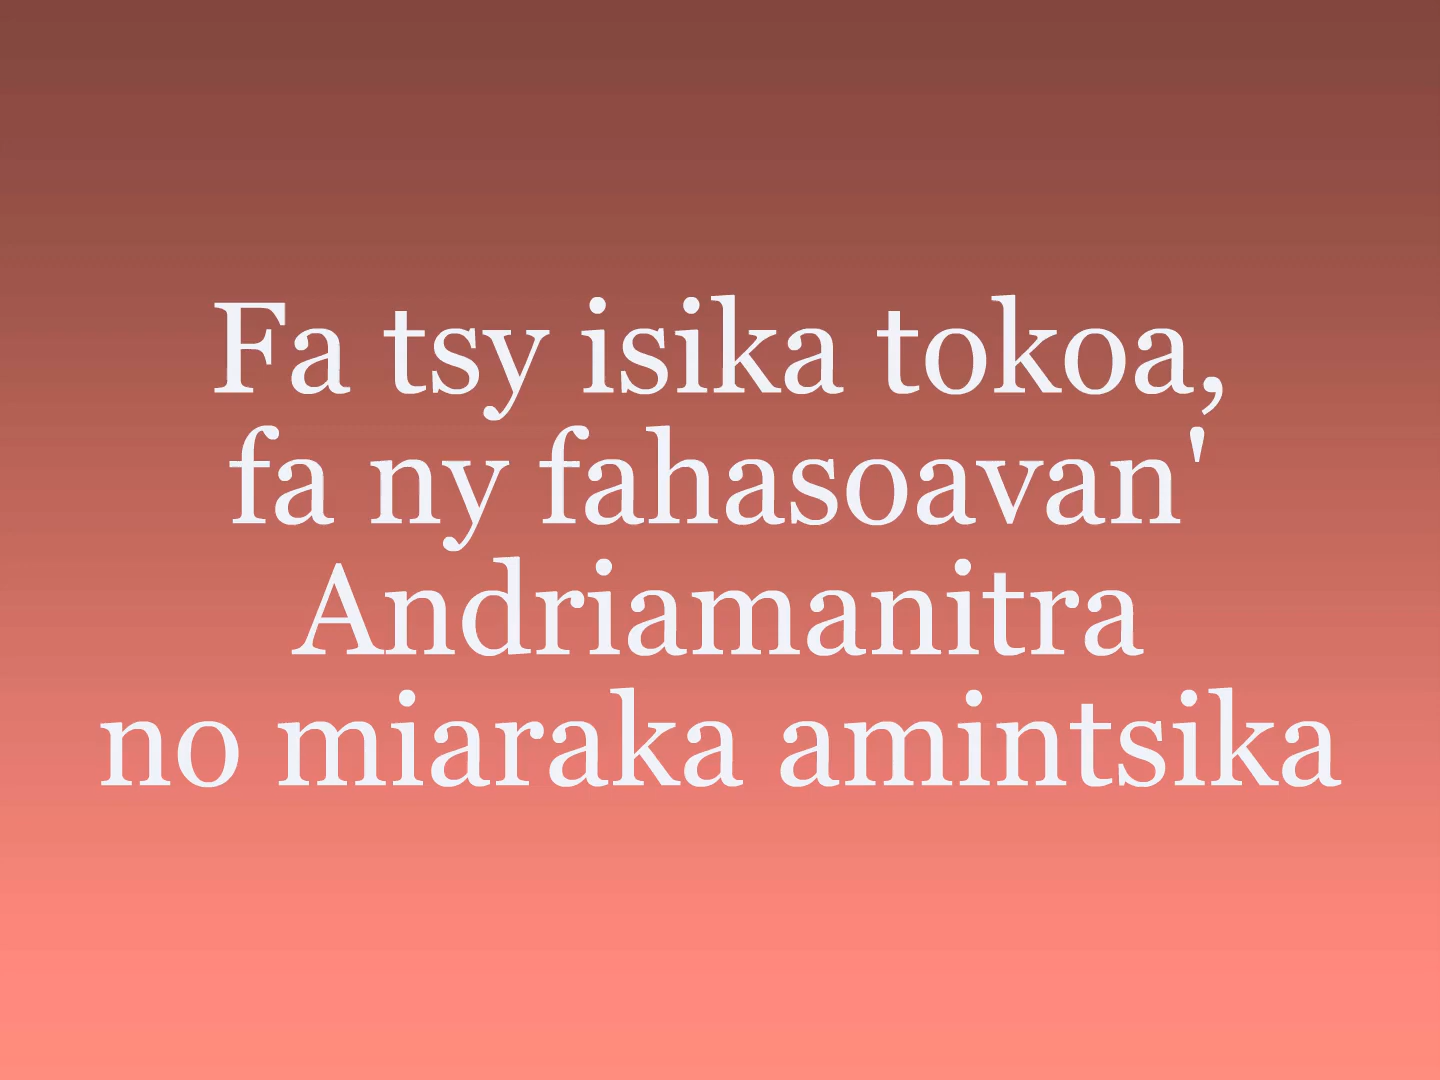 Fa tsy isika tokoa,
fa ny fahasoavan'
Andriamanitra
no miaraka amintsika